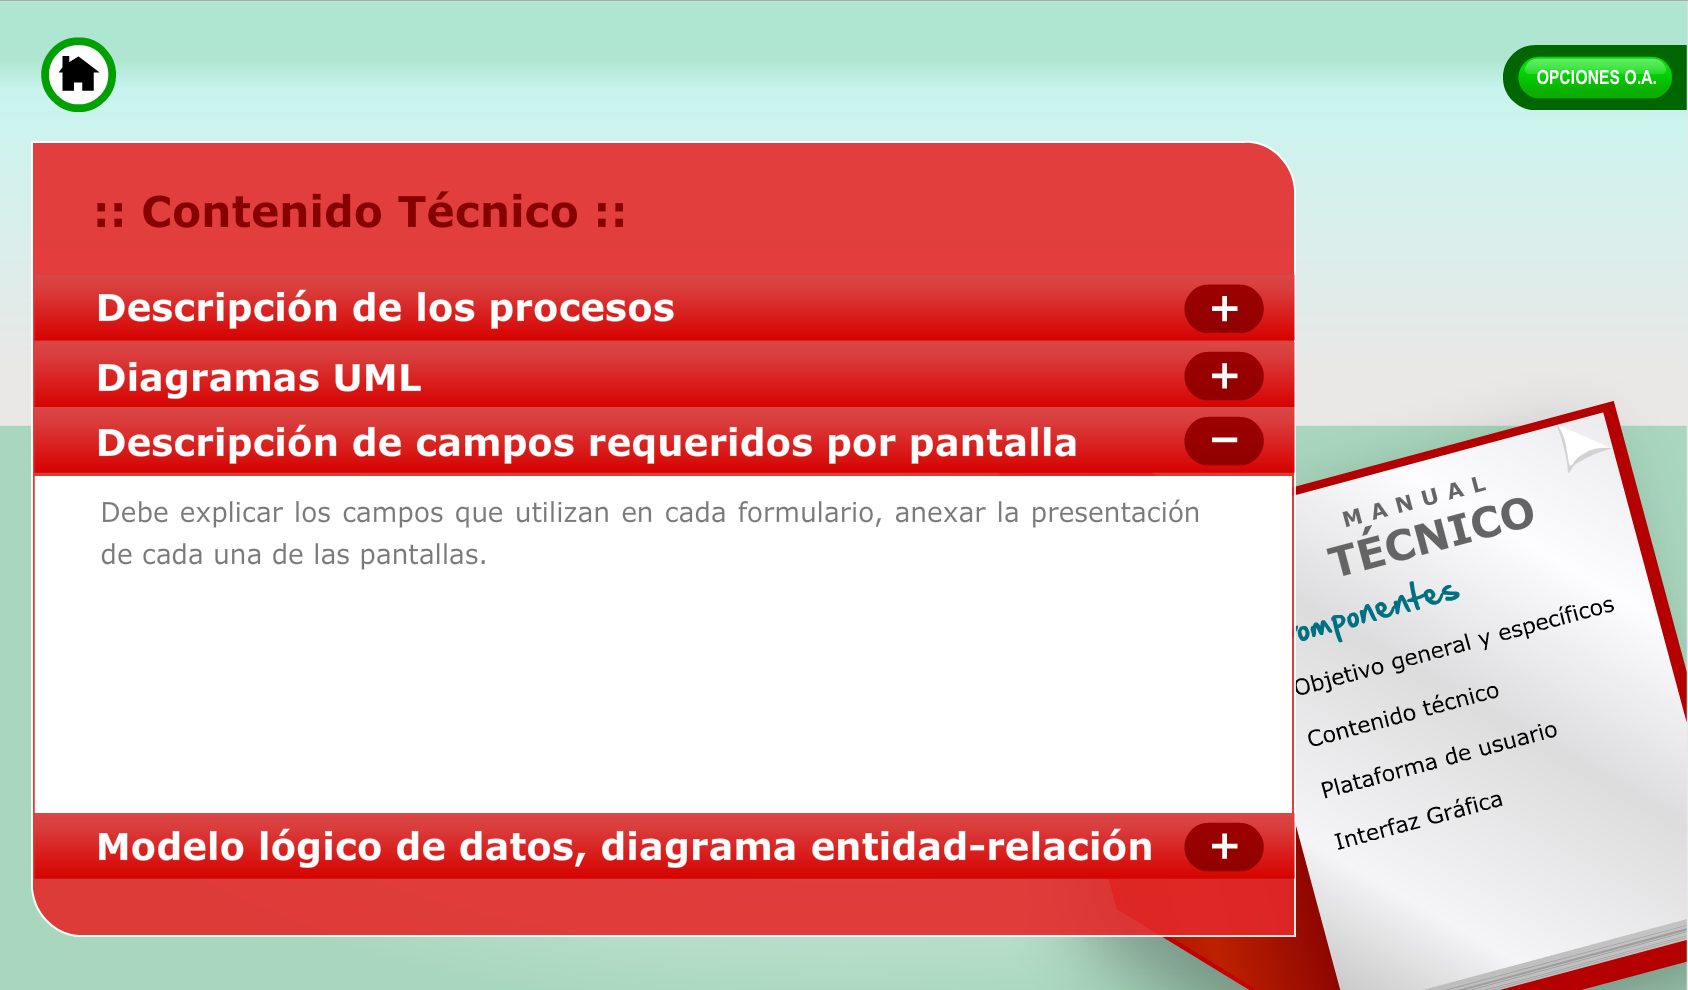 OPCIONES O.A.
:: Contenido Técnico ::
Descripción de los procesos
Diagramas UML
Descripción de campos requeridos por pantalla
Debe explicar los campos que utilizan en cada formulario, anexar la presentación
de cada una de las pantallas.
Modelo lógico de datos, diagrama entidad-relación
MANUAL
TÉCNICO
omponentes
Objetivo general y específicos
Contenido técnico
Plataforma de usuario
Interfaz Gráfica